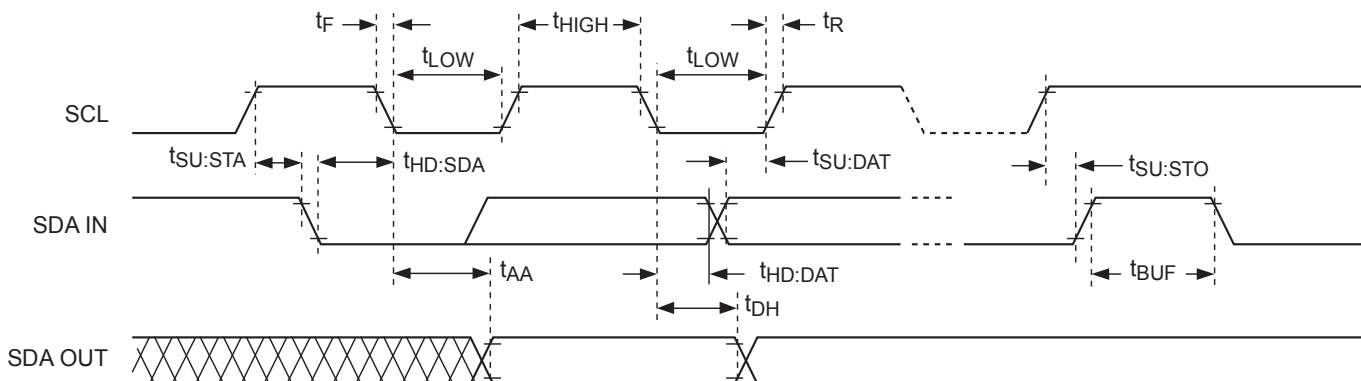 tF tHIGH tR
tLOW tLOW
SCL
tSU:STA tHD:SDA tSU:DAT tSU:STO
SDA IN
tAA tHD:DAT tBUF
tDH
SDA OUT